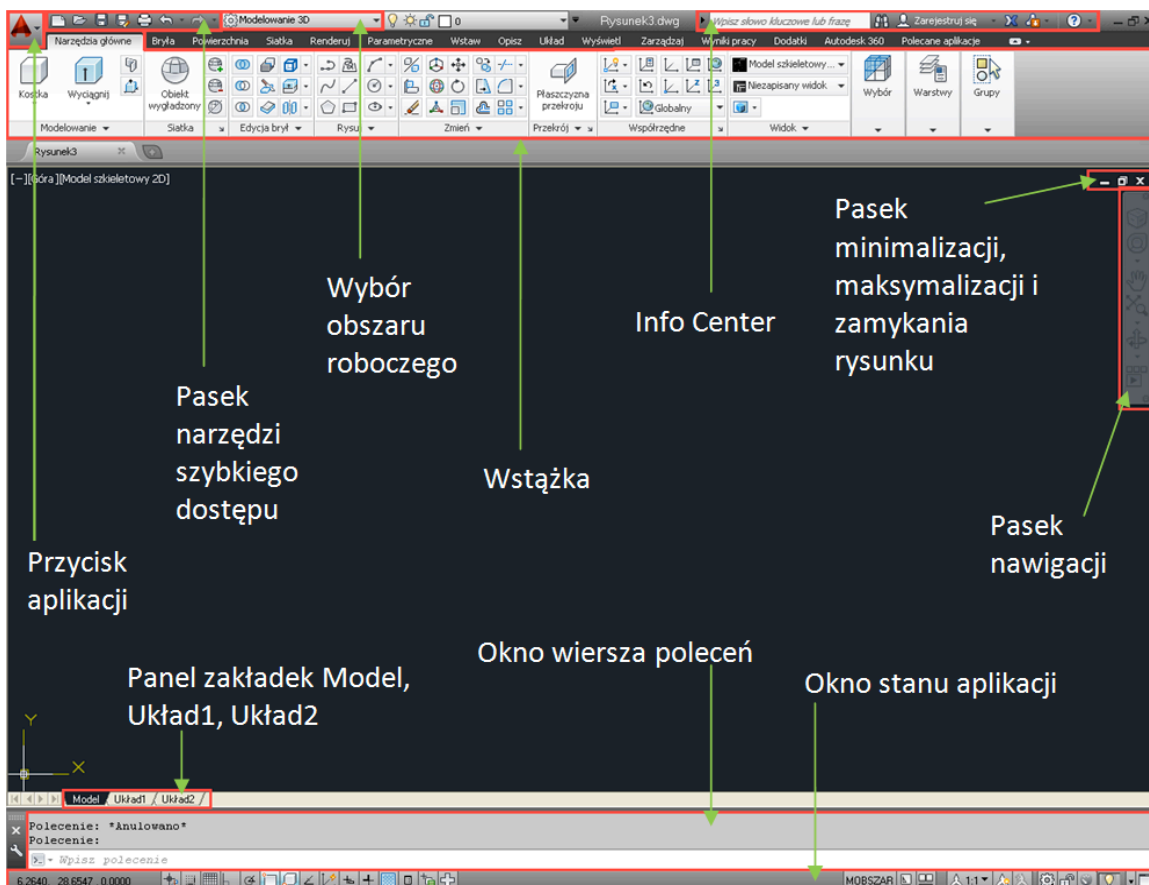 Modelowanie 3D
0
Rysunek3.dwg
Wpisz słowo kluczowe lub frazę
Zarejestruj się
Narzędzia główne
Bryła
Powierzchnia
Siatka
Renderuj
Parametryczne
Wstaw
Opisz
Układ
Wyświetl
Zarządzaj
Wyniki pracy
Dodatki
Autodesk 360
Polecane aplikacje
Kostka
Wyciągnij
Obiekt
wygładzony
Płaszczyzna
przekroju
Model szkieletowy...
Niezapisany widok
Globalny
Wybór
Warstwy
Grupy
Modelowanie
Siatka
Edycja brył
Rysuj
Zmień
Przekrój
Współrzędne
Widok
Rysunek3
[−][Góra][Model szkieletowy 2D]
Pasek
minimalizacji,
maksymalizacji i
zamykania
rysunku
Wybór
obszaru
roboczego
Info Center
Pasek
narzędzi
szybkiego
dostępu
Wstążka
Pasek
nawigacji
Przycisk
aplikacji
Okno wiersza poleceń
Panel zakładek Model,
Układ1, Układ2
Okno stanu aplikacji
Y
X
Model
Układ1
Układ2
Polecenie: *Anulowano*
Polecenie:
Wpisz polecenie
6.2640, 28.6547, 0.0000
MOBSZAR
1:1